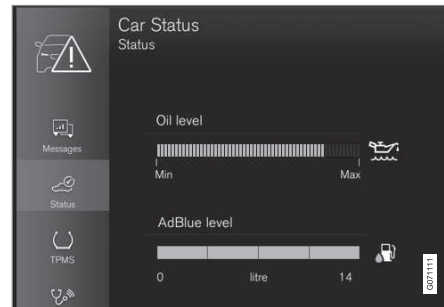 Car Status
Status
Messages
Status
TPMS
Oil level
Min Max
AdBlue level
0 litre 14
G071111